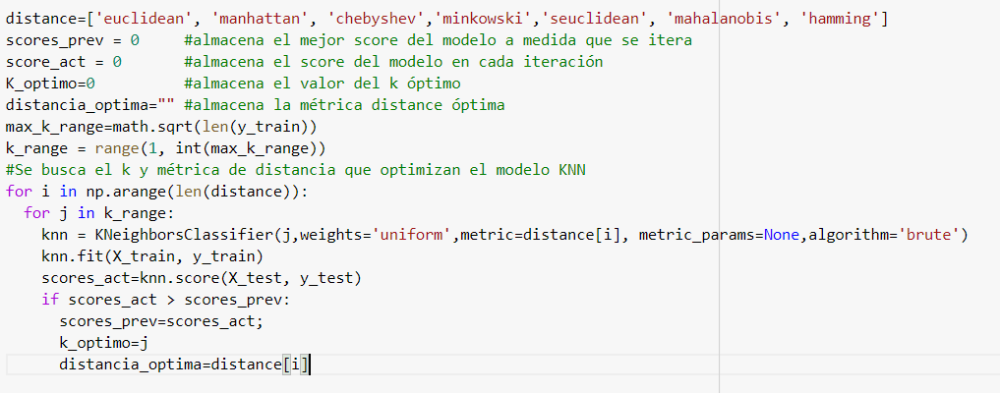 distance=['euclidean', 'manhattan', 'chebyshev','minkowski','seuclidean', 'mahalanobis', 'hamming']
scores_prev = 0     #almacena el mejor score del modelo a medida que se itera
score_act = 0       #almacena el score del modelo en cada iteración
K_optimo=0          #almacena el valor del k óptimo
distancia_optima="" #almacena la métrica distance óptima
max_k_range=math.sqrt(len(y_train))
k_range = range(1, int(max_k_range))
#Se busca el k y métrica de distancia que optimizan el modelo KNN
for i in np.arange(len(distance)):
  for j in k_range:
    knn = KNeighborsClassifier(j,weights='uniform',metric=distance[i], metric_params=None,algorithm='brute')
    knn.fit(X_train, y_train)
    scores_act=knn.score(X_test, y_test)
    if scores_act > scores_prev:
      scores_prev=scores_act;
      k_optimo=j
      distancia_optima=distance[i]